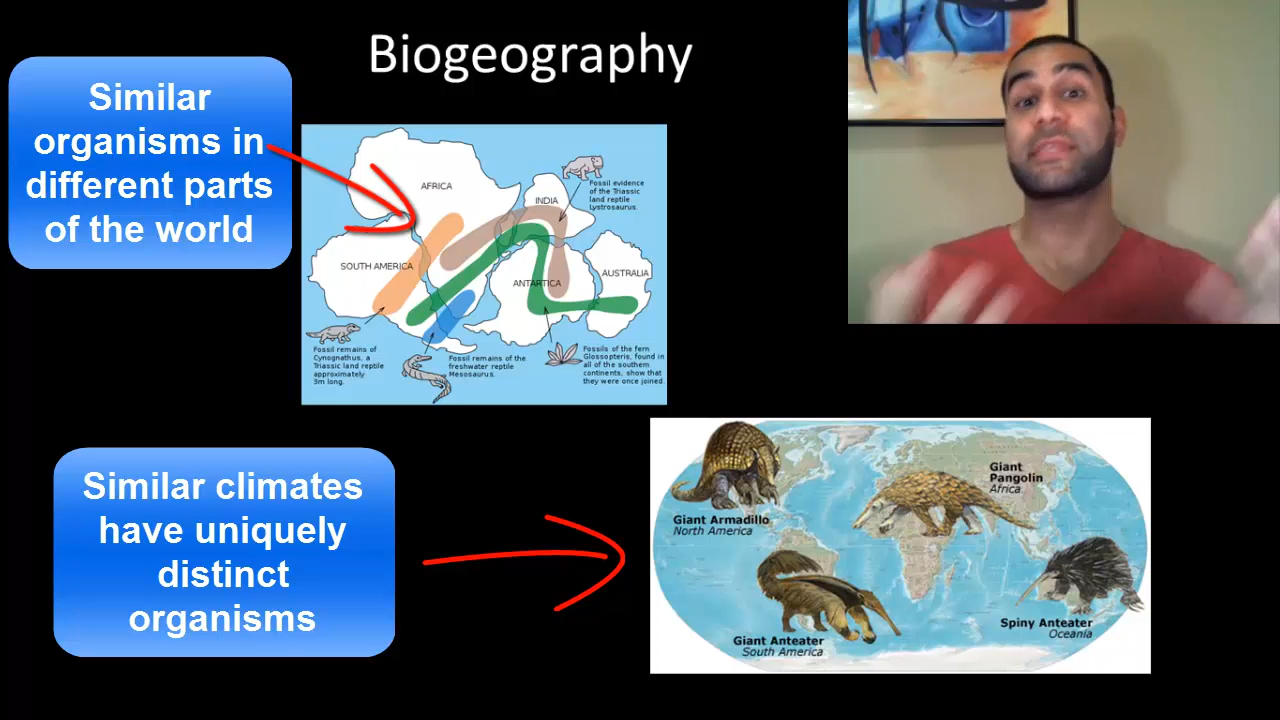 Biogeography
Similar
organisms in
different parts
of the world
AFRICA
INDIA
SOUTH AMERICA
ANTARTICA
AUSTRALIA
Fossil evidence
of the Triassic
land reptile
Lystrosaurus.
Fossil remains of
Cynognathus, a
Triassic land reptile
approximately
3m long.
Fossil remains of the
freshwater reptile
Mesosaurus.
Fossils of the fern
Glossopteris, found in
all of the southern
continents, show that
they were once joined.
Similar climates
have uniquely
distinct
organisms
Giant Armadillo
North America
Giant
Pangolin
Africa
Giant Anteater
South America
Spiny Anteater
Oceania